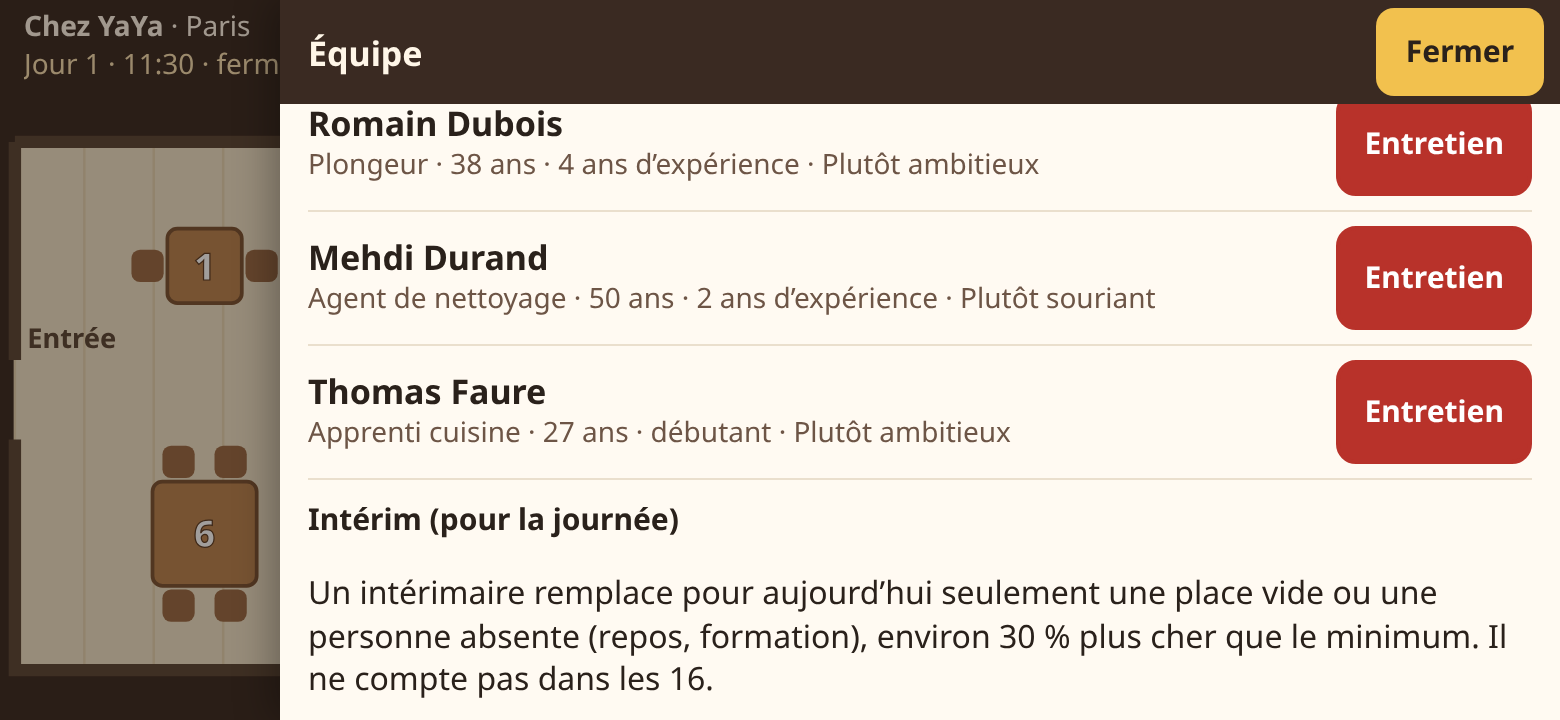 Chez YaYa · Paris
Jour 1 · 11:30 · ferm
Équipe
Fermer
Romain Dubois
Plongeur · 38 ans · 4 ans d’expérience · Plutôt ambitieux
Entretien
Mehdi Durand
Agent de nettoyage · 50 ans · 2 ans d’expérience · Plutôt souriant
Entretien
Thomas Faure
Apprenti cuisine · 27 ans · débutant · Plutôt ambitieux
Entretien
Intérim (pour la journée)
Un intérimaire remplace pour aujourd’hui seulement une place vide ou une
personne absente (repos, formation), environ 30 % plus cher que le minimum. Il
ne compte pas dans les 16.
1
Entrée
6